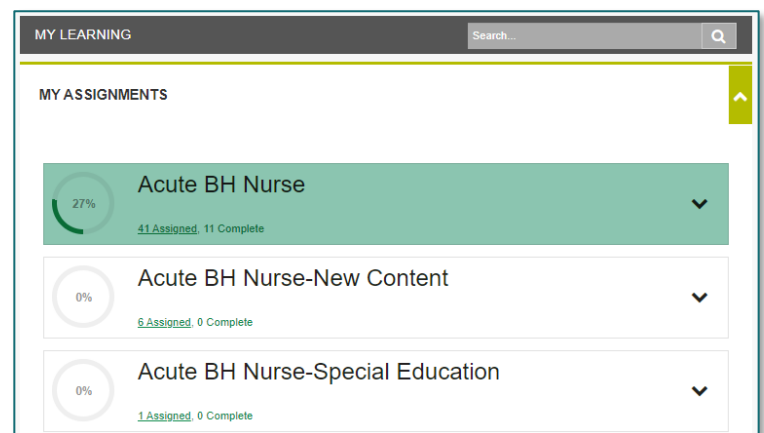 MY LEARNING
Search...
MY ASSIGNMENTS
27%
Acute BH Nurse
41 Assigned, 11 Complete
0%
Acute BH Nurse-New Content
6 Assigned, 0 Complete
0%
Acute BH Nurse-Special Education
1 Assigned, 0 Complete